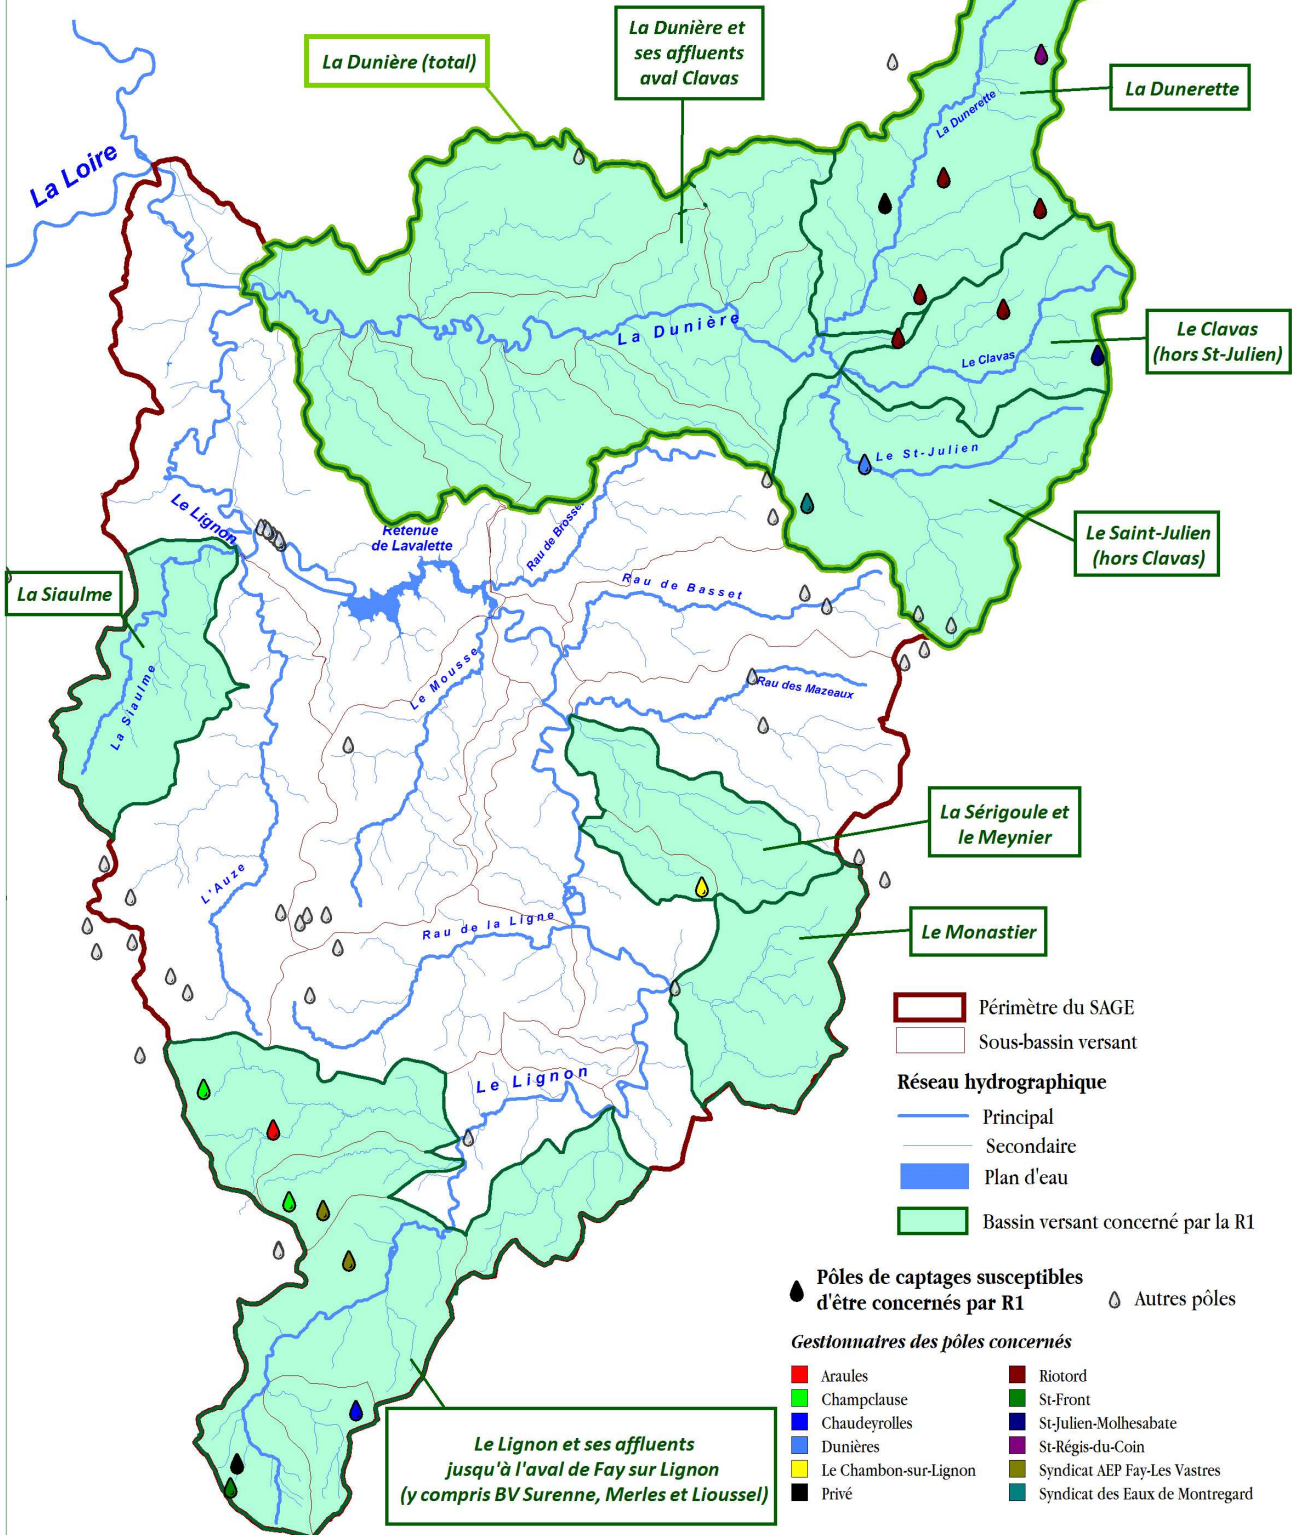 La Dunière et
ses affluents
aval Clavas
La Dunière (total)
La Dunerette
La Dunerette
La Loire
Le Clavas
(hors St-Julien)
La Dunière
Le Clavas
Le St-Julien
Le Lignon
Retenue
de Lavalette
Rau de Brosse
Le Saint-Julien
(hors Clavas)
La Siaulme
Rau de Basset
La Siaulme
Le Mousse
Rau des Mazeaux
La Sérigoule et
le Meynier
L'Auze
Rau de la Ligne
Le Monastier
Le Lignon
Périmètre du SAGE
Sous-bassin versant
Réseau hydrographique
Principal
Secondaire
Plan d'eau
Bassin versant concerné par la R1
Pôles de captages susceptibles
d'être concernés par R1
Autres pôles
Gestionnaires des pôles concernés
Araules
Champclause
Chaudeyrolles
Dunières
Le Chambon-sur-Lignon
Privé
Riotord
St-Front
St-Julien-Molhesabate
St-Régis-du-Coin
Syndicat AEP Fay-Les Vastres
Syndicat des Eaux de Montregard
Le Lignon et ses affluents
jusqu'à l'aval de Fay sur Lignon
(y compris BV Surenne, Merles et Lioussel)